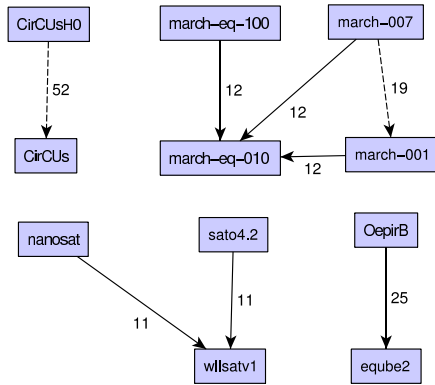 CirCUsH0
march-eq-100
march-007
52
12
12
19
CirCUs
march-eq-010
12
march-001
nanosat
sato4.2
OepirB
11
11
25
wllsatv1
eqube2